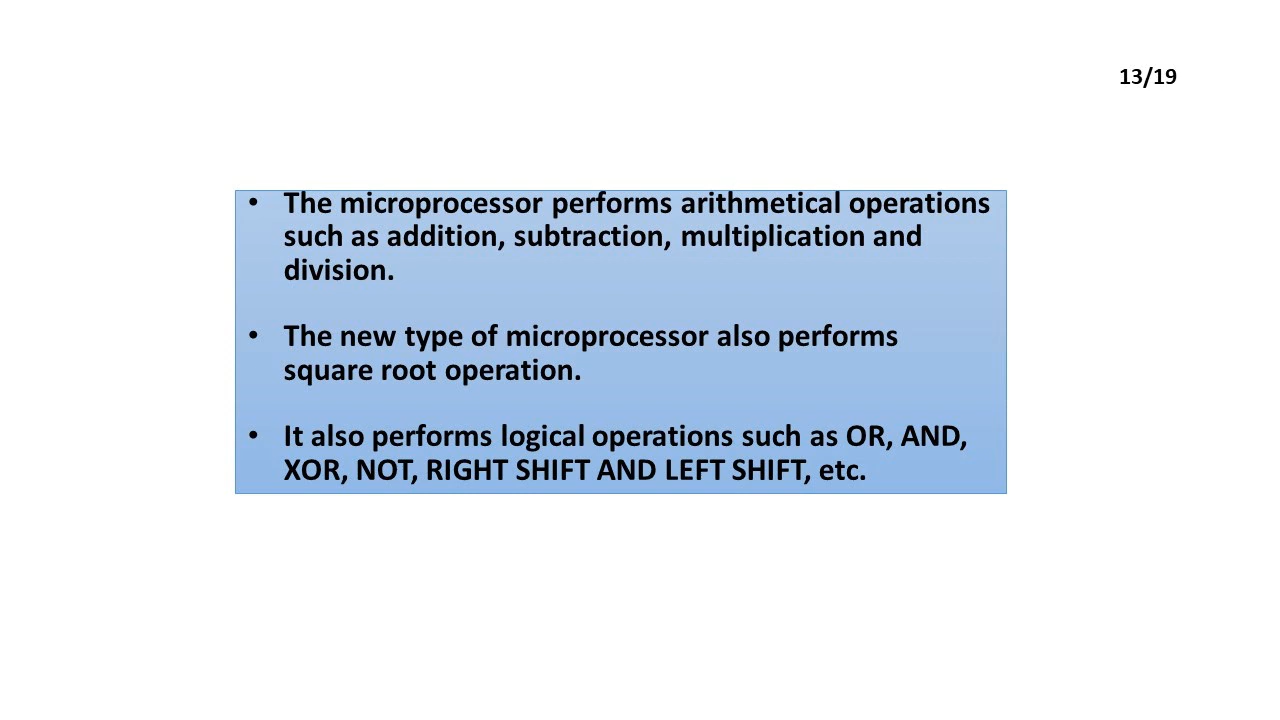 13/19
• The microprocessor performs arithmetical operations
such as addition, subtraction, multiplication and
division.
• The new type of microprocessor also performs
square root operation.
• It also performs logical operations such as OR, AND,
XOR, NOT, RIGHT SHIFT AND LEFT SHIFT, etc.